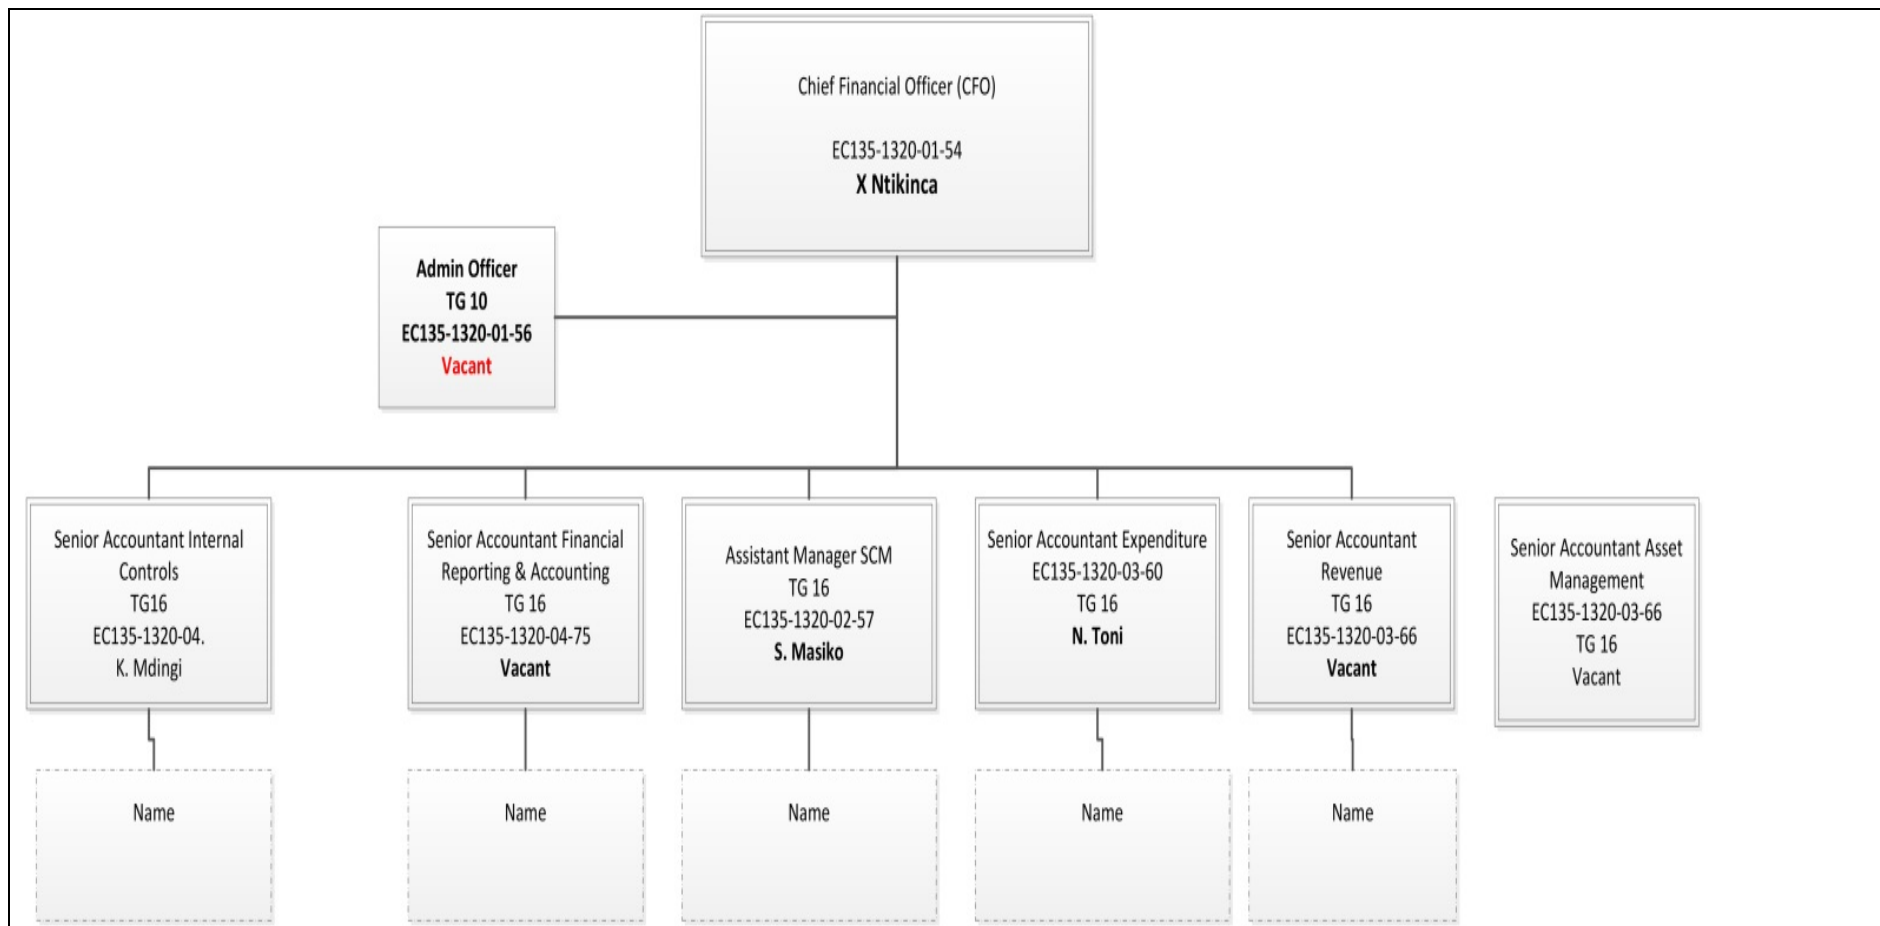 Chief Financial Officer (CFO)
EC135-1320-01-54
X Ntikinca
Admin Officer
TG 10
EC135-1320-01-56
Vacant
Senior Accountant Internal
Controls
TG16
EC135-1320-04.
K. Mdingi
Senior Accountant Financial
Reporting & Accounting
TG 16
EC135-1320-04-75
Vacant
Assistant Manager SCM
TG 16
EC135-1320-02-57
S. Masiko
Senior Accountant Expenditure
EC135-1320-03-60
TG 16
N. Toni
Senior Accountant
Revenue
TG 16
EC135-1320-03-66
Vacant
Senior Accountant Asset
Management
EC135-1320-03-66
TG 16
Vacant
Name
Name
Name
Name
Name